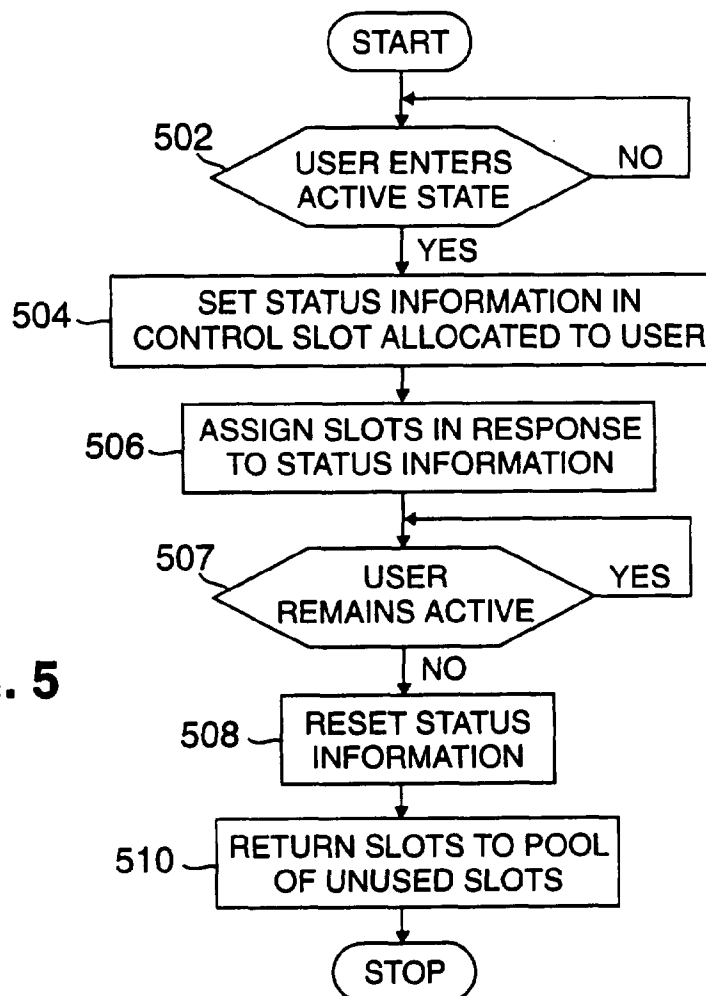 START
502
USER ENTERS
ACTIVE STATE
NO
YES
504
SET STATUS INFORMATION IN
CONTROL SLOT ALLOCATED TO USER
506
ASSIGN SLOTS IN RESPONSE
TO STATUS INFORMATION
507
USER
REMAINS ACTIVE
YES
NO
. 5
508
RESET STATUS
INFORMATION
510
RETURN SLOTS TO POOL
OF UNUSED SLOTS
STOP